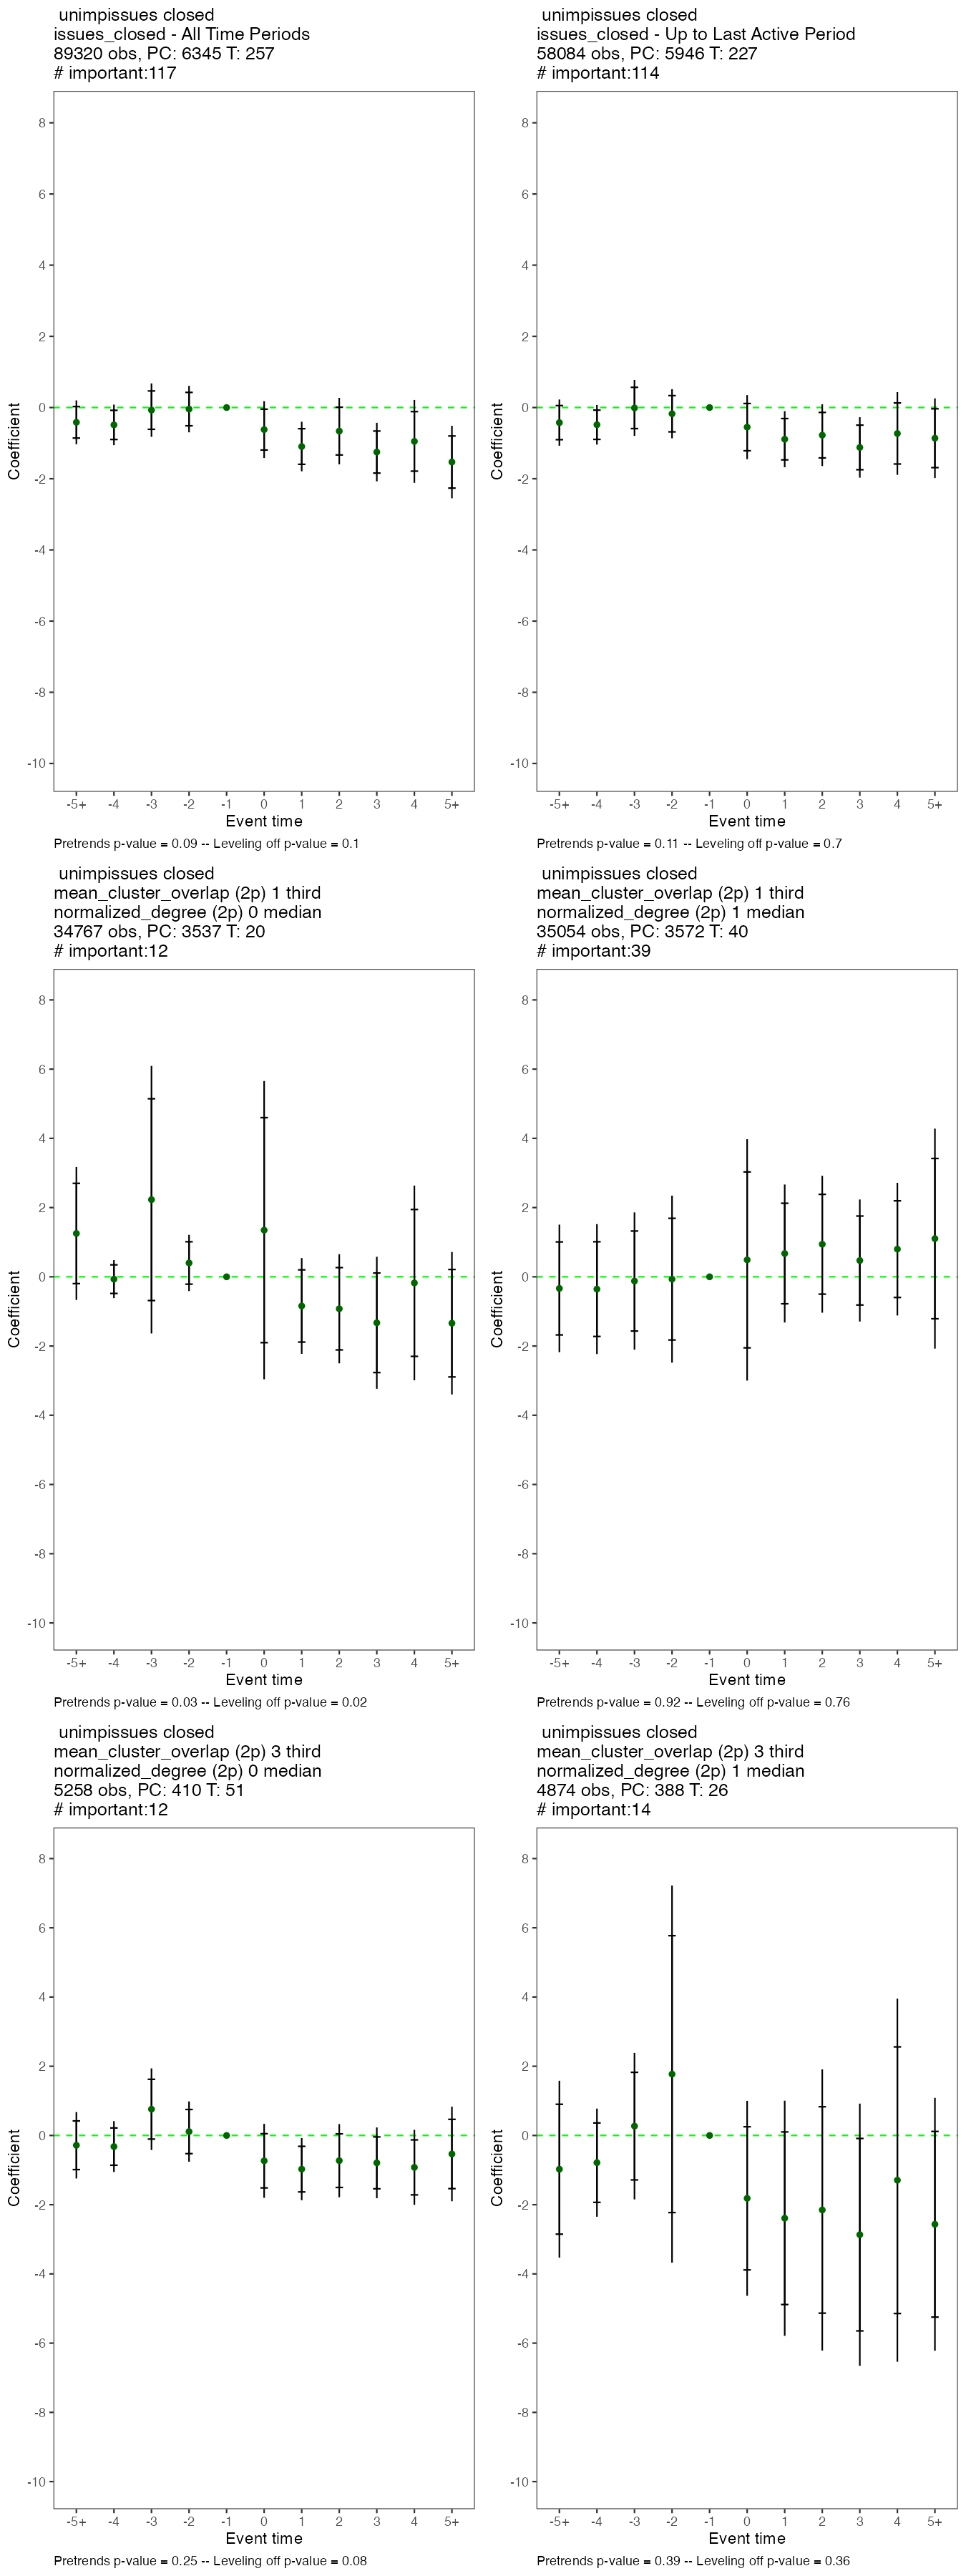 unimpissues closed
issues_closed - All Time Periods
89320 obs, PC: 6345 T: 257
# important:117
8
6
4
2
0
-2
-4
-6
-8
-10
Coefficient
-5+ -4 -3 -2 -1 0 1 2 3 4 5+
Event time
Pretrends p-value = 0.09 -- Leveling off p-value = 0.1
unimpissues closed
issues_closed - Up to Last Active Period
58084 obs, PC: 5946 T: 227
# important:114
8
6
4
2
0
-2
-4
-6
-8
-10
Coefficient
-5+ -4 -3 -2 -1 0 1 2 3 4 5+
Event time
Pretrends p-value = 0.11 -- Leveling off p-value = 0.7
unimpissues closed
mean_cluster_overlap (2p) 1 third
normalized_degree (2p) 0 median
34767 obs, PC: 3537 T: 20
# important:12
8
6
4
2
0
-2
-4
-6
-8
-10
Coefficient
-5+ -4 -3 -2 -1 0 1 2 3 4 5+
Event time
Pretrends p-value = 0.03 -- Leveling off p-value = 0.02
unimpissues closed
mean_cluster_overlap (2p) 1 third
normalized_degree (2p) 1 median
35054 obs, PC: 3572 T: 40
# important:39
8
6
4
2
0
-2
-4
-6
-8
-10
Coefficient
-5+ -4 -3 -2 -1 0 1 2 3 4 5+
Event time
Pretrends p-value = 0.92 -- Leveling off p-value = 0.76
unimpissues closed
mean_cluster_overlap (2p) 3 third
normalized_degree (2p) 0 median
5258 obs, PC: 410 T: 51
# important:12
8
6
4
2
0
-2
-4
-6
-8
-10
Coefficient
-5+ -4 -3 -2 -1 0 1 2 3 4 5+
Event time
Pretrends p-value = 0.25 -- Leveling off p-value = 0.08
unimpissues closed
mean_cluster_overlap (2p) 3 third
normalized_degree (2p) 1 median
4874 obs, PC: 388 T: 26
# important:14
8
6
4
2
0
-2
-4
-6
-8
-10
Coefficient
-5+ -4 -3 -2 -1 0 1 2 3 4 5+
Event time
Pretrends p-value = 0.39 -- Leveling off p-value = 0.36